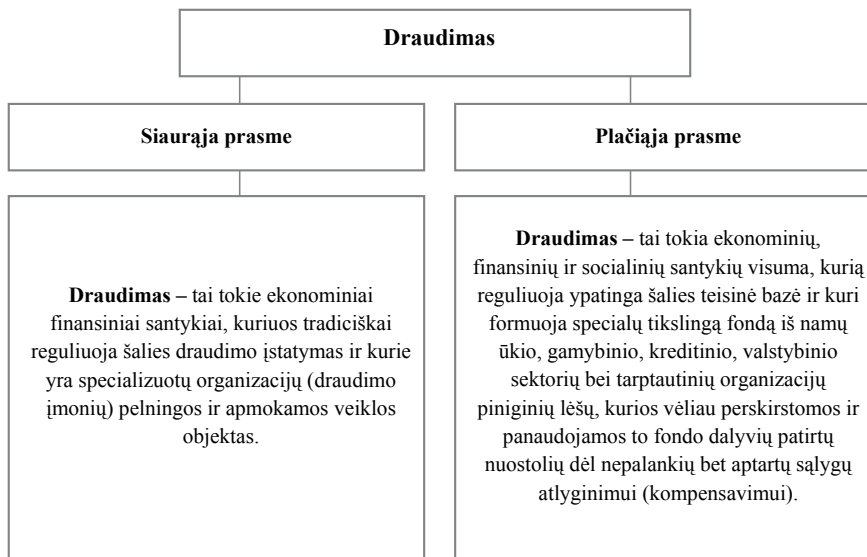 Draudimas
Siaurąja prasme
Plačiąja prasme
Draudimas – tai tokie ekonominiai
finansiniai santykiai, kuriuos tradiciškai
reguliuoja šalies draudimo įstatymas ir kurie
yra specializuotų organizacijų (draudimo
įmonių) pelningos ir apmokamos veiklos
objektas.
Draudimas – tai tokia ekonominių,
finansinių ir socialinių santykių visuma, kurią
reguliuoja ypatinga šalies teisinė bazė ir kuri
formuoja specialų tikslingą fondą iš namų
ūkio, gamybinio, kreditinio, valstybinio
sektorių bei tarptautinių organizacijų
piniginių lėšų, kurios vėliau perskirstomos ir
panaudojamos to fondo dalyvių patirtų
nuostolių dėl nepalankių bet aptartų sąlygų
atlyginimui (kompensavimui).